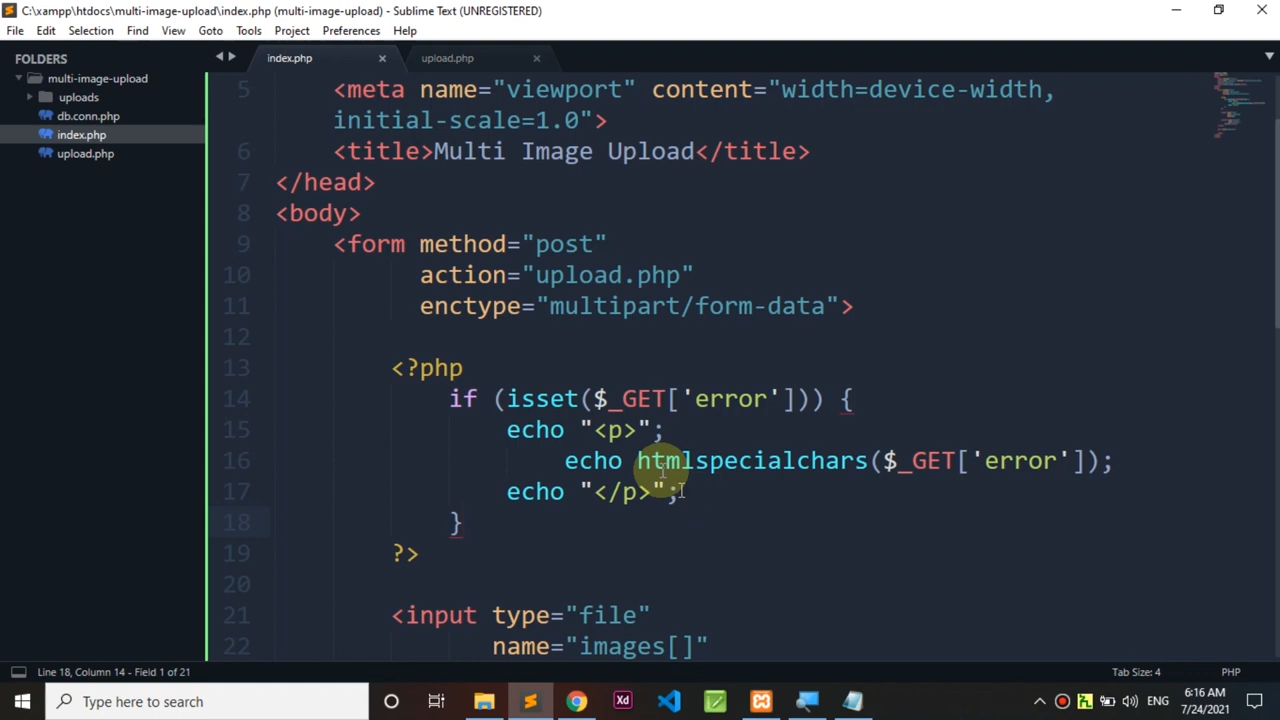 C:\xampp\htdocs\multi-image-upload\index.php (multi-image-upload) - Sublime Text (UNREGISTERED)
File Edit Selection Find View Goto Tools Project Preferences Help
FOLDERS
multi-image-upload
uploads
db.conn.php
index.php
upload.php
index.php upload.php
5 <meta name="viewport" content="width=device-width,
initial-scale=1.0">
6 <title>Multi Image Upload</title>
7 </head>
8 <body>
9 <form method="post"
10 action="upload.php"
11 enctype="multipart/form-data">
12
13 <?php
14 if (isset($_GET['error'])) {
15 echo "<p>";
16 echo htmlspecialchars($_GET['error']);
17 echo "</p>";
18 }
19 ?>
20
21 <input type="file"
22 name="images[]"
Line 18, Column 14 - Field 1 of 21 Tab Size: 4 PHP
Type here to search
Xd
ENG
6:16 AM
7/24/2021